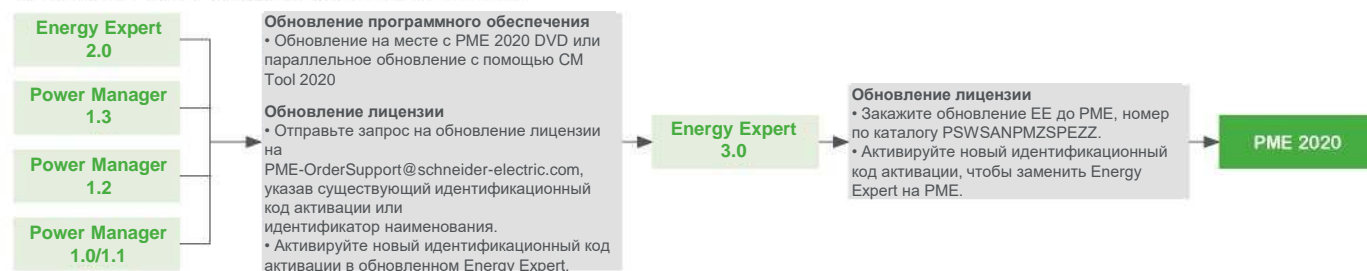 Energy Expert
2.0
Power Manager
1.3
Power Manager
1.2
Power Manager
1.0/1.1
Обновление программного обеспечения
• Обновление на месте с PME 2020 DVD или
параллельное обновление с помощью CM
Tool 2020
Обновление лицензии
• Отправьте запрос на обновление лицензии
на
PME-OrderSupport@schneider-electric.com,
указав существующий идентификационный
код активации или
идентификатор наименования.
• Активируйте новый идентификационный код
активации в обновленном Energy Expert.
Energy Expert
3.0
Обновление лицензии
• Закажите обновление EE до PME, номер
по каталогу PSWSANPMZSPEZZ.
• Активируйте новый идентификационный
код активации, чтобы заменить Energy
Expert на PME.
PME 2020